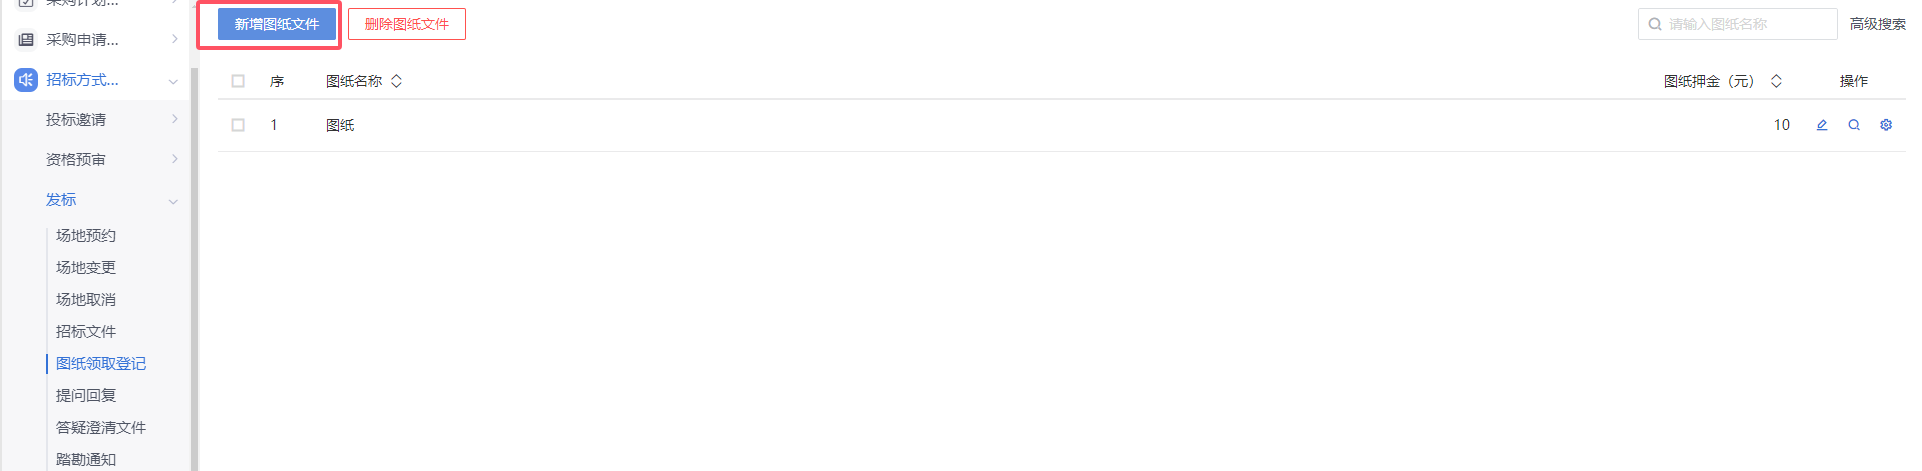 采购计划...
采购申请...
招标方式...
投标邀请
资格预审
发标
场地预约
场地变更
场地取消
招标文件
图纸领取登记
提问回复
答疑澄清文件
踏勘通知
新增图纸文件 删除图纸文件 请输入图纸名称 高级搜索
序 图纸名称 图纸押金（元） 操作
1 图纸 10